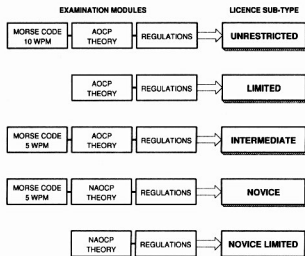 EXAMINATION MODULES LICENCE SUB-TYPE
MORSE CODE 10 WPM AOCP THEORY REGULATIONS UNRESTRICTED
AOCP THEORY REGULATIONS LIMITED
MORSE CODE 5 WPM AOCP THEORY REGULATIONS INTERMEDIATE
MORSE CODE 5 WPM NAOCP THEORY REGULATIONS NOVICE
NAOCP THEORY REGULATIONS NOVICE LIMITED